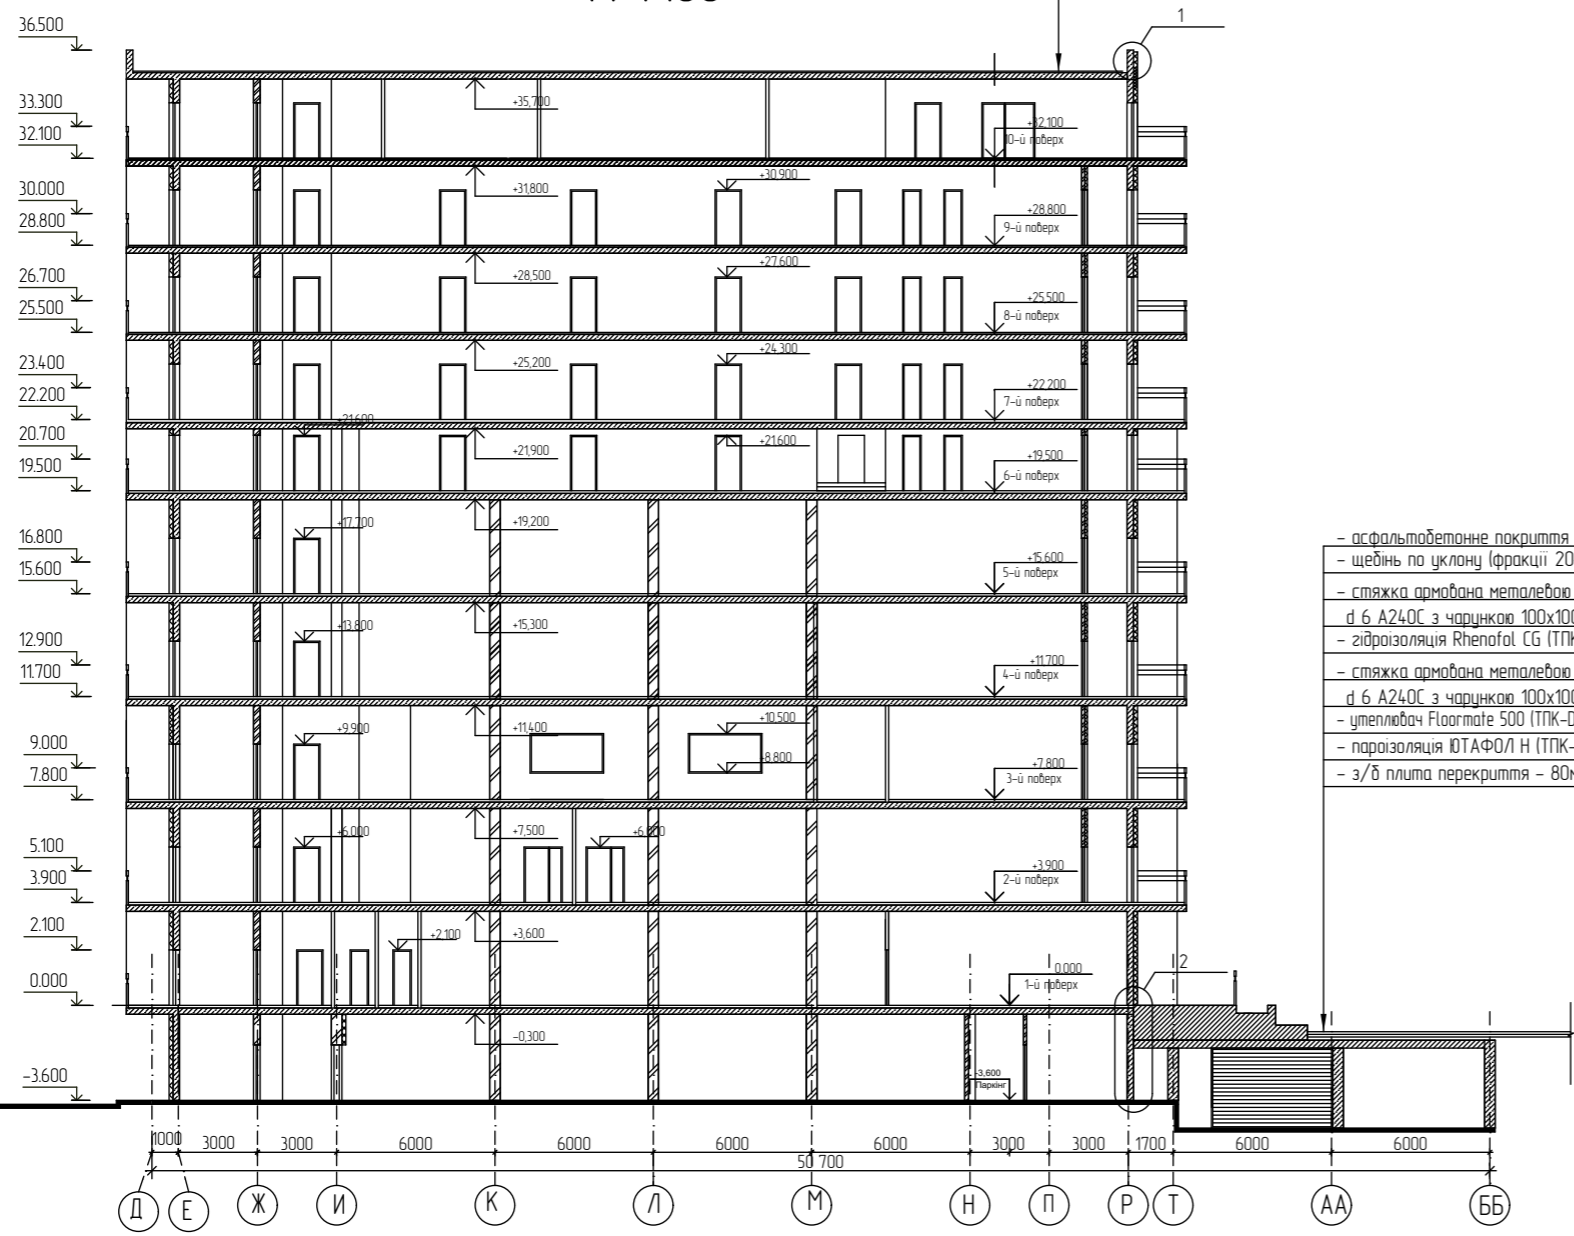 1
36.500
33.300
32.100
30.000
28.800
26.700
25.500
23.400
22.200
20.700
19.500
16.800
15.600
12.900
11.700
9.000
7.800
5.100
3.900
2.100
0.000
-3.600
+35,700
+32.100
10-й поверх
+31,800
+30.900
+28.800
9-й поверх
+28,500
+27.600
+25.500
8-й поверх
+25,200
+24.300
+22.200
7-й поверх
+21.600
+21,900
+21.600
+19.500
6-й поверх
+17.700
+19,200
+15.600
5-й поверх
+13.800
+15,300
+11.700
4-й поверх
+9.900
+11,400
+10.500
+8.800
+7.800
3-й поверх
+6.000
+7,500
+3.900
2-й поверх
+2.100
+3,600
0.000
1-й поверх
2
-0,300
-3,600
Паркінг
- асфальтобетонне покриття
- щебінь по уклону (фракції 20
- стяжка армована металевою
d 6 А240С з чарункою 100х100
- гідроізоляція Rhenofol CG (ТПК
- стяжка армована металевою
d 6 А240С з чарункою 100х100
- утеплювач Floormate 500 (ТПК-D
- пароізоляція ЮТАФОЛ Н (ТПК-
- з/б плита перекриття - 80м
1000 3000 3000 6000 6000 6000 6000 3000 3000 1700 6000 6000
50 700
Д Е Ж И К Л М Н П Р Т АА ББ